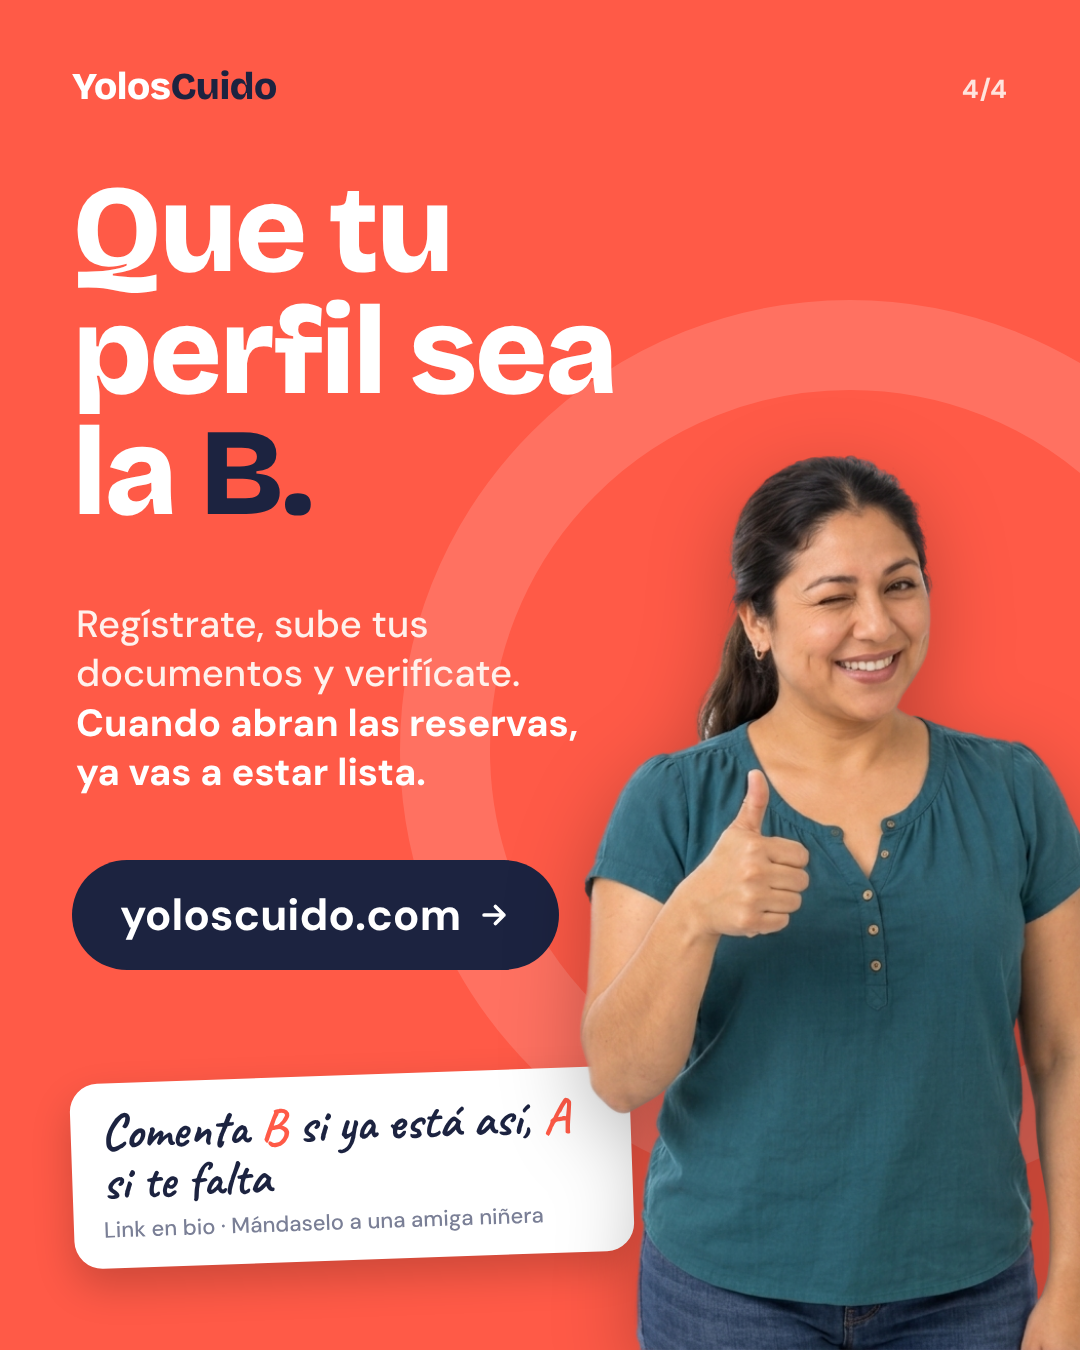 YolosCuido
4/4
Que tu
perfil sea
la B.
Regístrate, sube tus
documentos y verifícate.
Cuando abran las reservas,
ya vas a estar lista.
yoloscuido.com →
Comenta B si ya está así, A
si te falta
Link en bio · Mándaselo a una amiga niñera